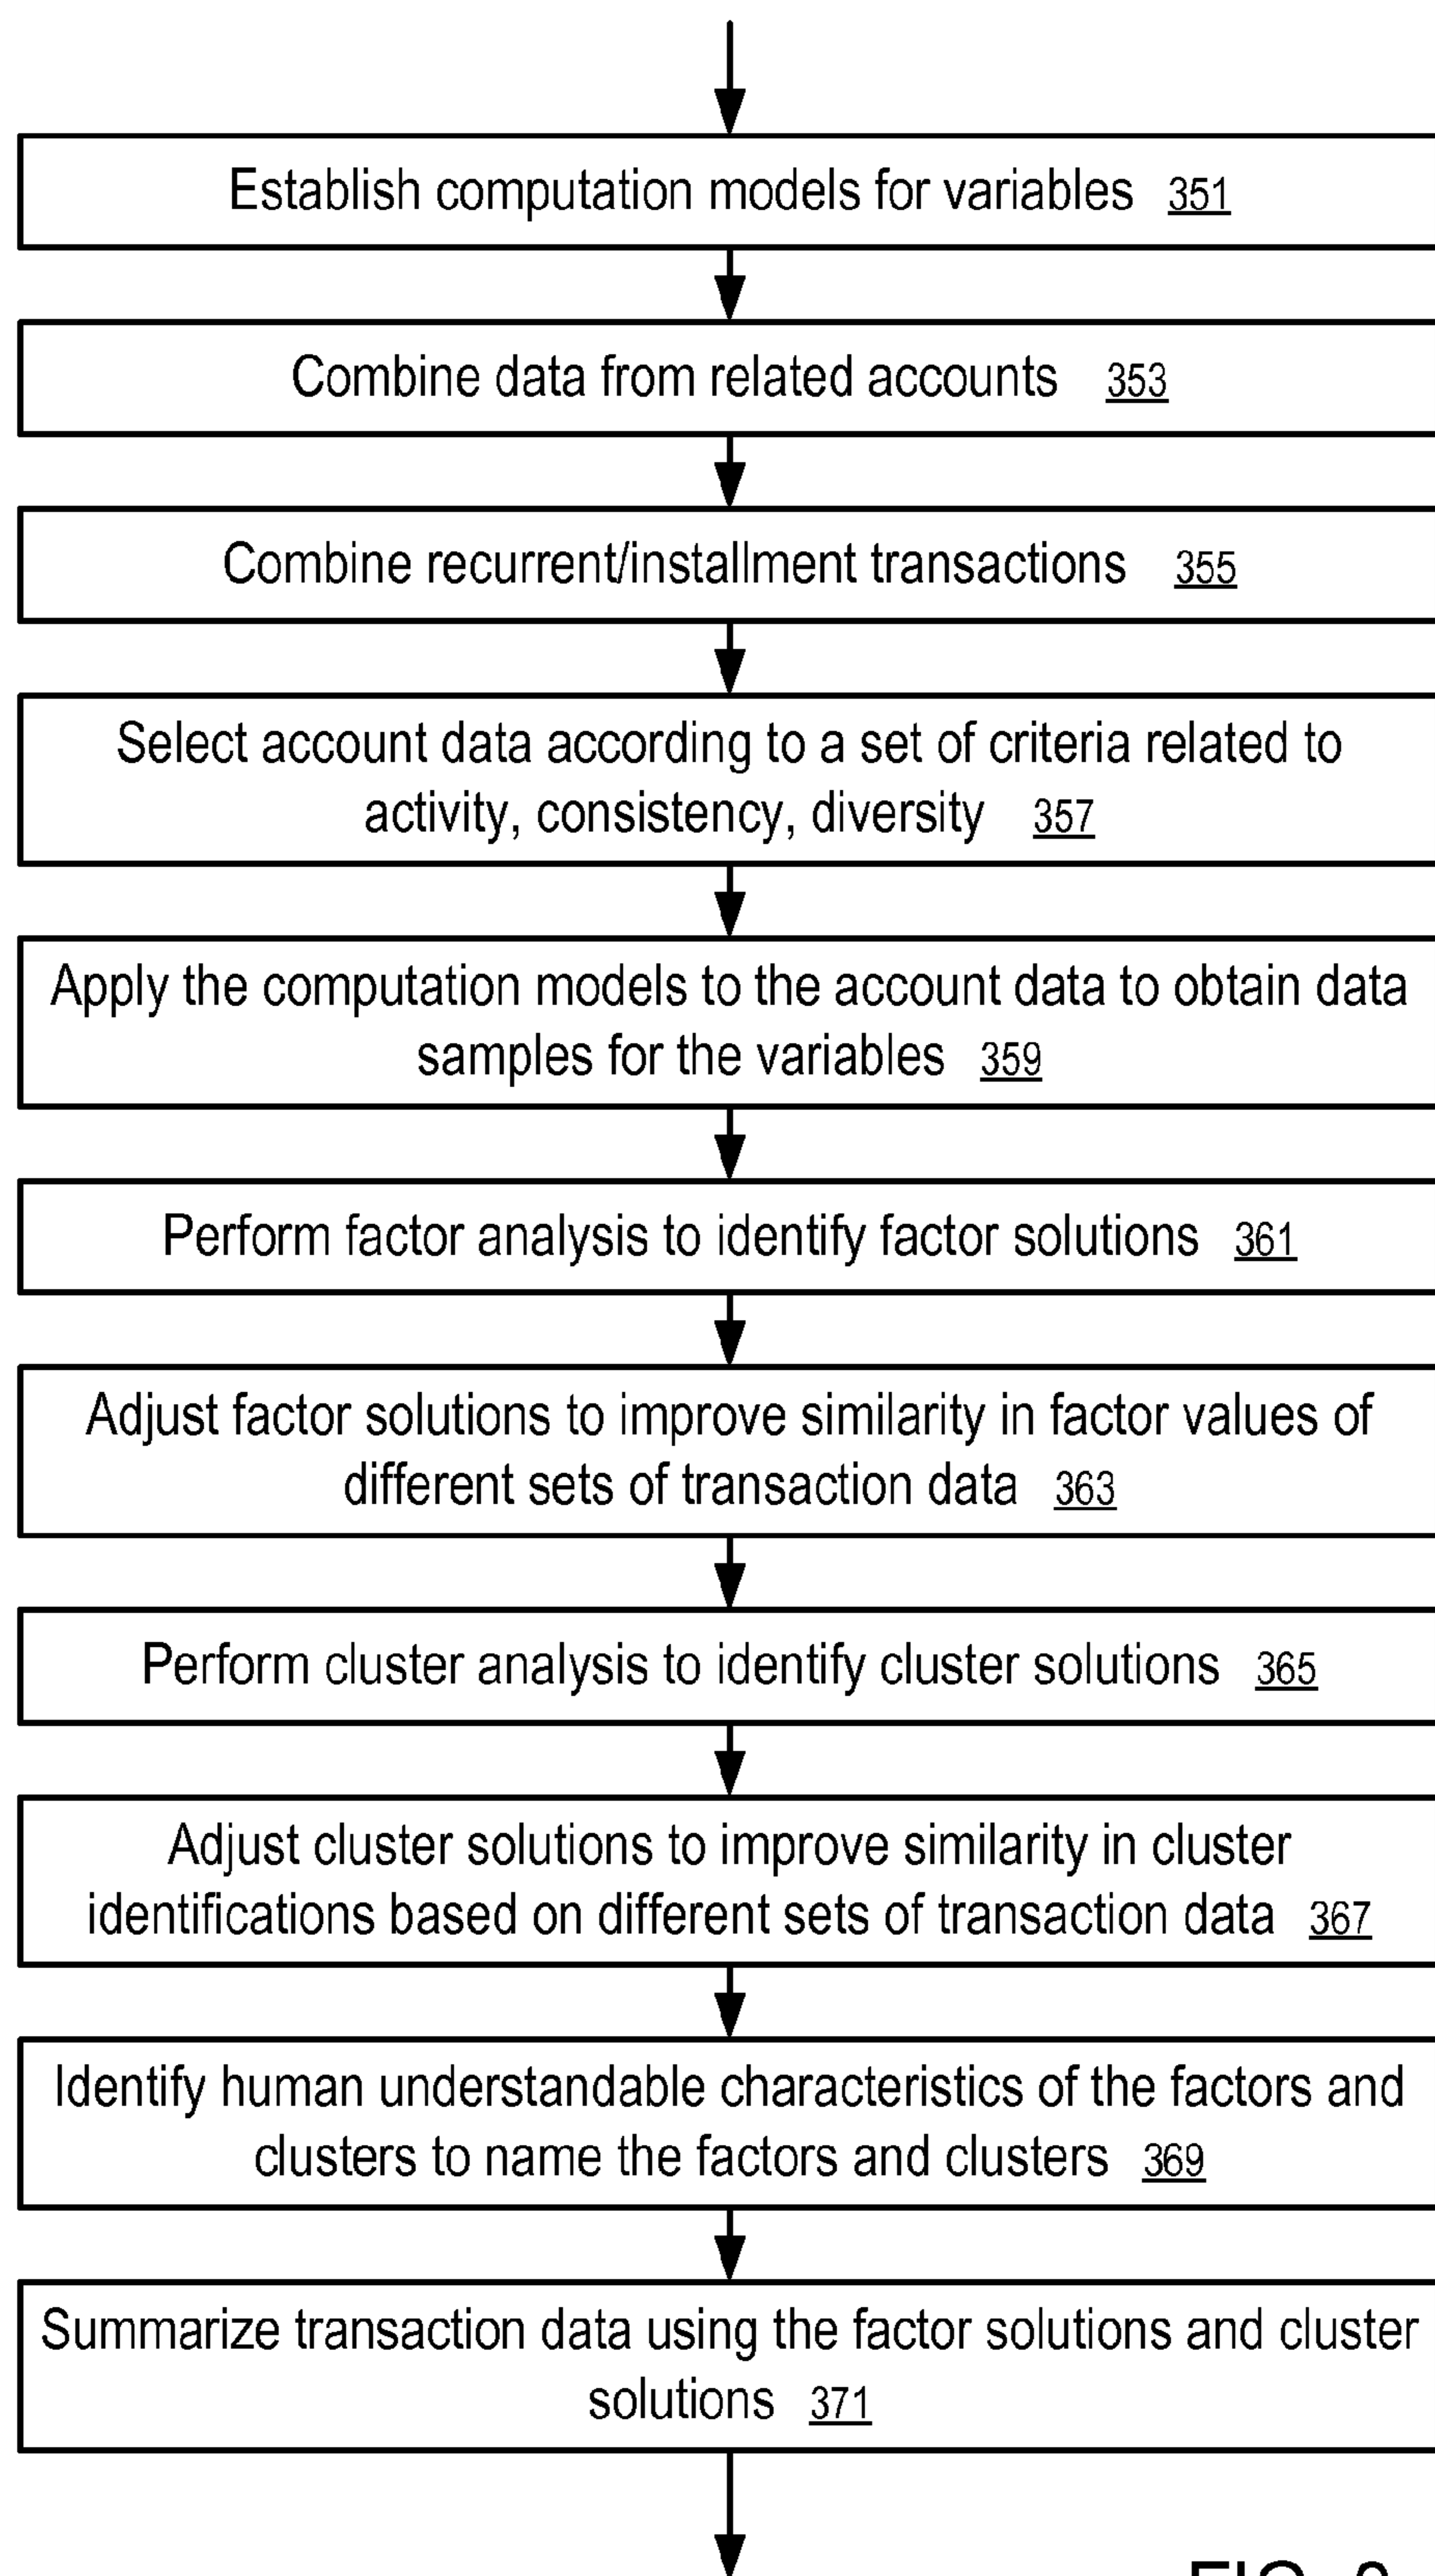 Establish computation models for variables 351
Combine data from related accounts 353
Combine recurrent/installment transactions 355
Select account data according to a set of criteria related to
activity, consistency, diversity 357
Apply the computation models to the account data to obtain data
samples for the variables 359
Perform factor analysis to identify factor solutions 361
Adjust factor solutions to improve similarity in factor values of
different sets of transaction data 363
Perform cluster analysis to identify cluster solutions 365
Adjust cluster solutions to improve similarity in cluster
identifications based on different sets of transaction data 367
Identify human understandable characteristics of the factors and
clusters to name the factors and clusters 369
Summarize transaction data using the factor solutions and cluster
solutions 371
FIG.